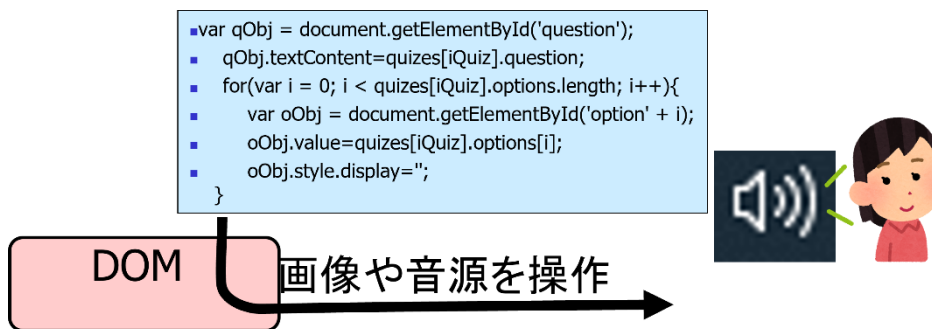 var qObj = document.getElementById('question');
qObj.textContent=quizes[iQuiz].question;
for(var i = 0; i < quizes[iQuiz].options.length; i++){
var oObj = document.getElementById('option' + i);
oObj.value=quizes[iQuiz].options[i];
oObj.style.display='';
}
DOM
画像や音源を操作